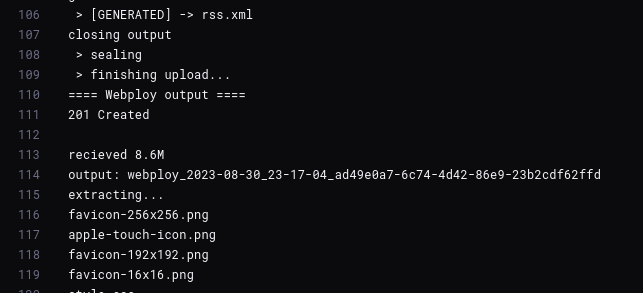 106 > [GENERATED] -> rss.xml
107 closing output
108 > sealing
109 > finishing upload...
110 ==== Webploy output ====
111 201 Created
112
113 recieved 8.6M
114 output: webploy_2023-08-30_23-17-04_ad49e0a7-6c74-4d42-86e9-23b2cdf62ffd
115 extracting...
116 favicon-256x256.png
117 apple-touch-icon.png
118 favicon-192x192.png
119 favicon-16x16.png